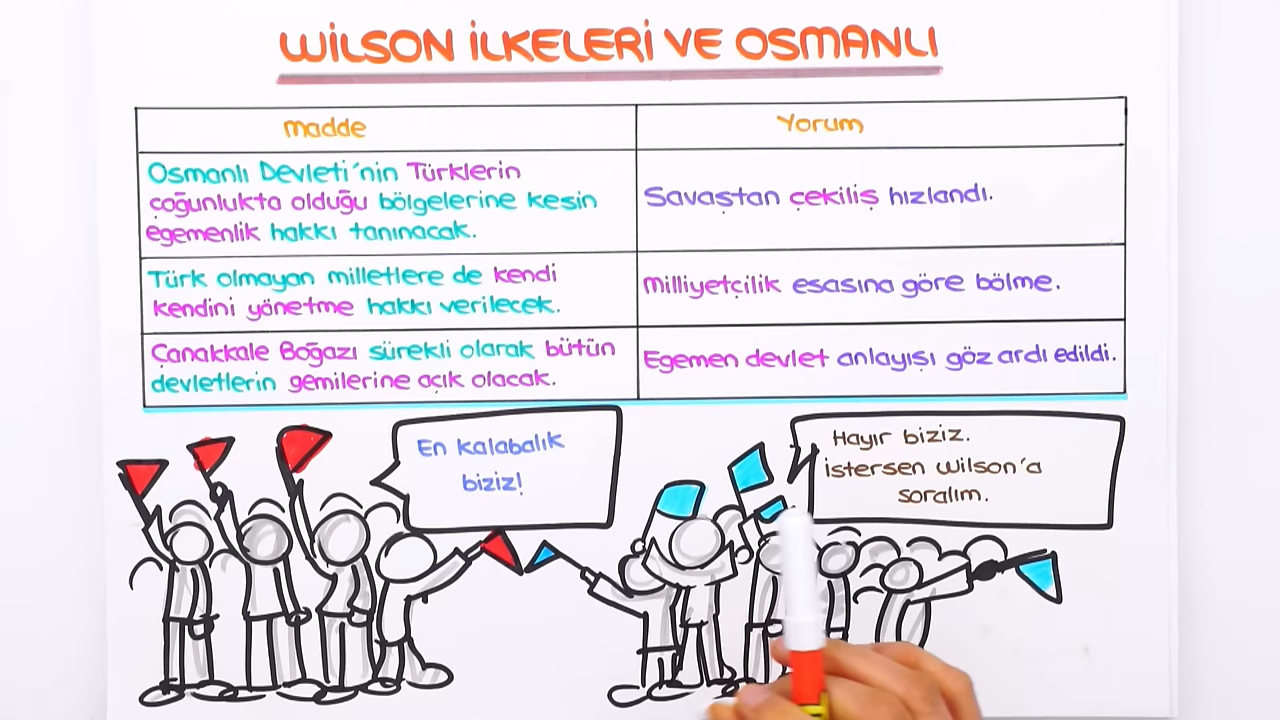 WİLSON İLKELERİ VE OSMANLI
madde
Yorum
Osmanlı Devleti'nin Türklerin
çoğunlukta olduğu bölgelerine kesin
egemenlik hakkı tanınacak.
Savaştan çekiliş hızlandı.
Türk olmayan milletlere de kendi
kendini yönetme hakkı verilecek.
milliyetçilik esasına göre bölme.
Çanakkale Boğazı sürekli olarak bütün
devletlerin gemilerine açık olacak.
Egemen devlet anlayışı göz ardı edildi.
En kalabalık
biziz!
Hayır biziz.
istersen wilson'a
soralım.